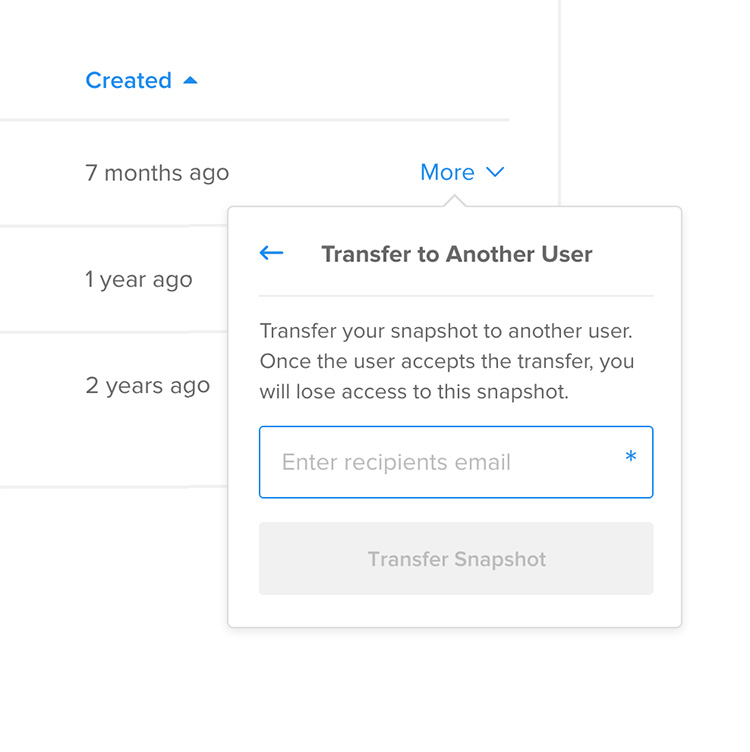 Created
7 months ago
More
1 year ago
2 years ago
Transfer to Another User
Transfer your snapshot to another user.
Once the user accepts the transfer, you
will lose access to this snapshot.
Enter recipients email *
Transfer Snapshot